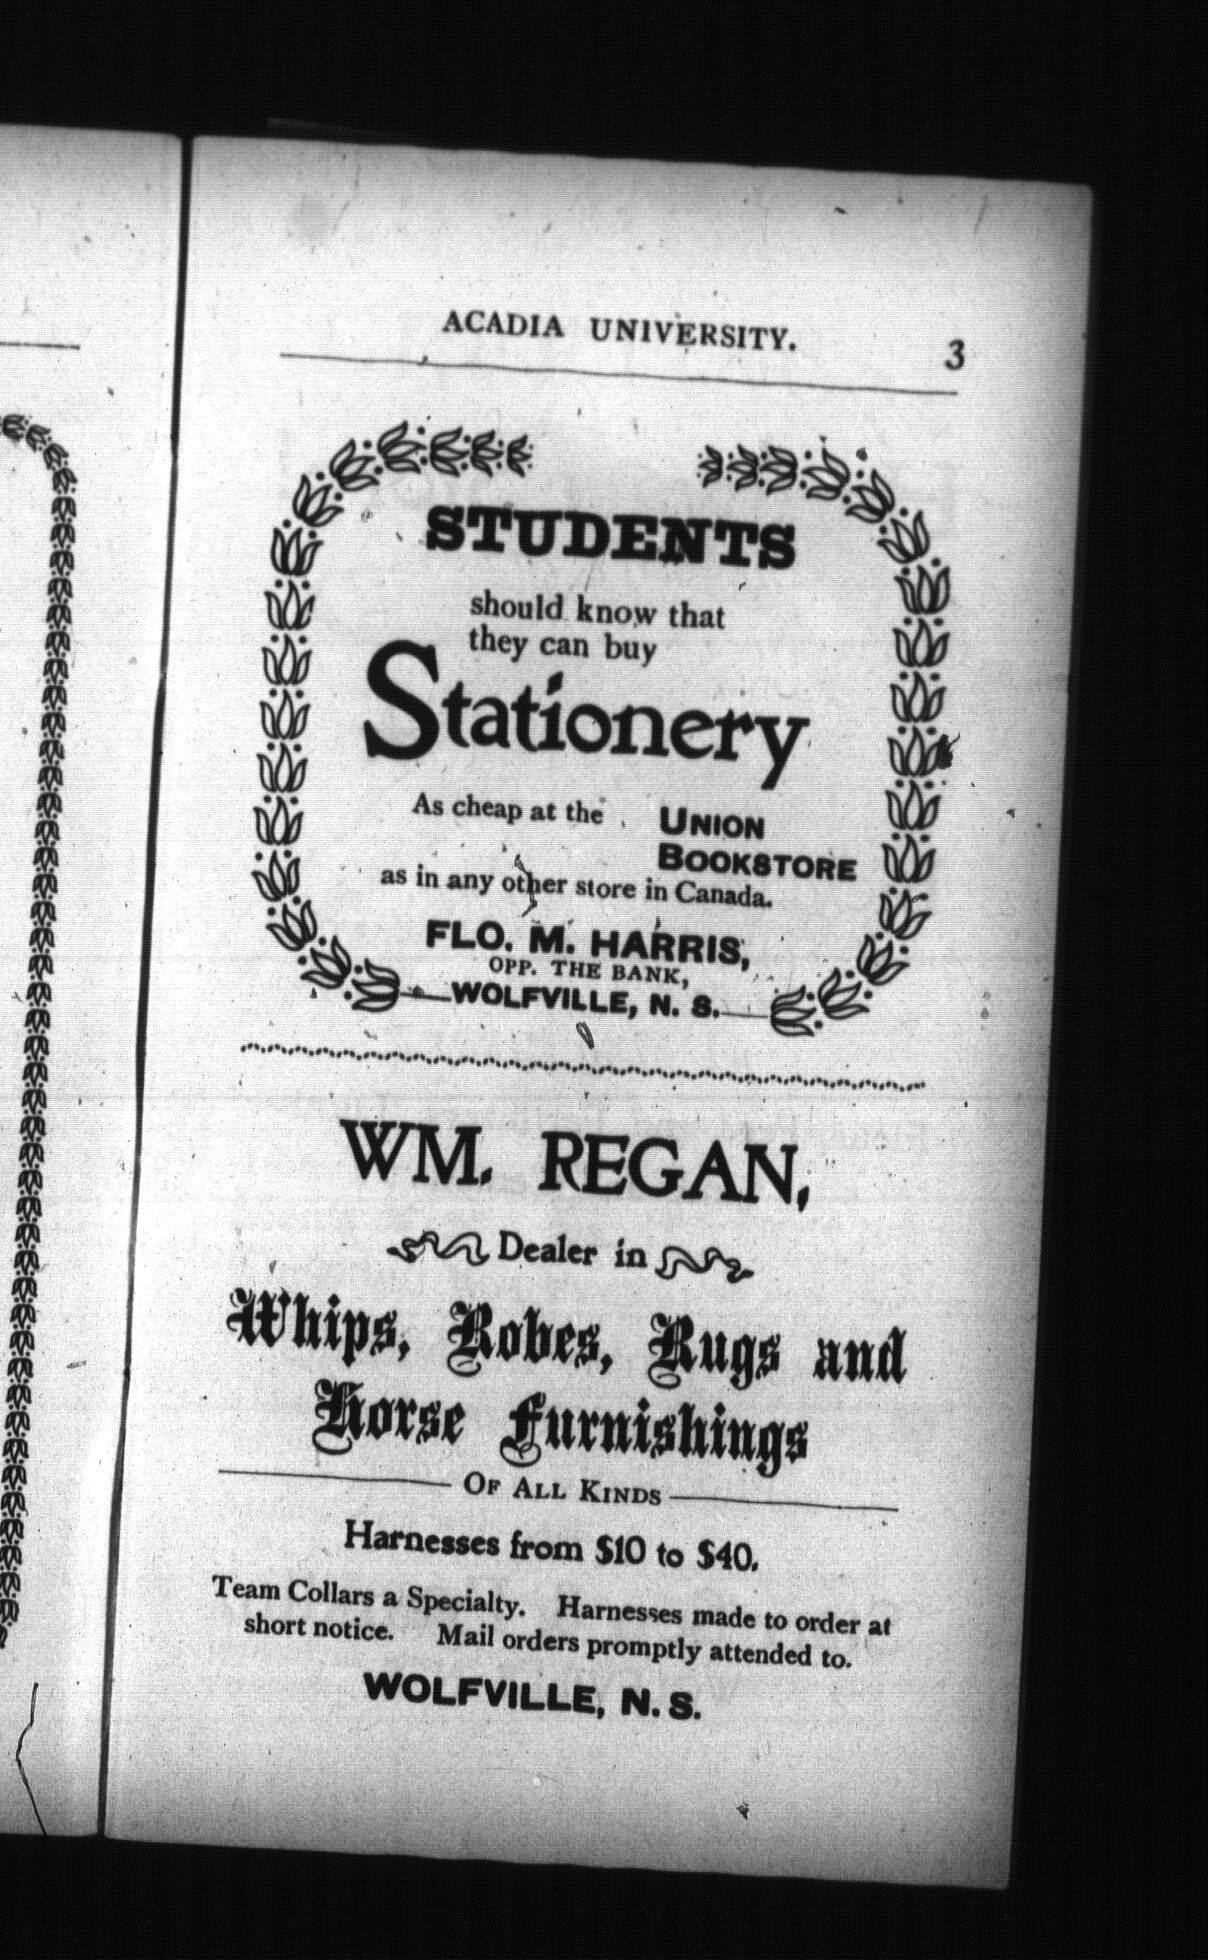 ACADIA UNIVERSITY. 3
STUDENTS
should know that
they can buy
Stationery
As cheap at the UNION
BOOKSTORE
as in any other store in Canada.
FLO. M. HARRIS,
OPP. THE BANK,
WOLFVILLE, N. S.
WM. REGAN,
Dealer in
Whips, Robes, Rugs and
Horse Furnishings
OF ALL KINDS
Harnesses from $10 to $40.
Team Collars a Specialty. Harnesses made to order at
short notice. Mail orders promptly attended to.
WOLFVILLE, N. S.